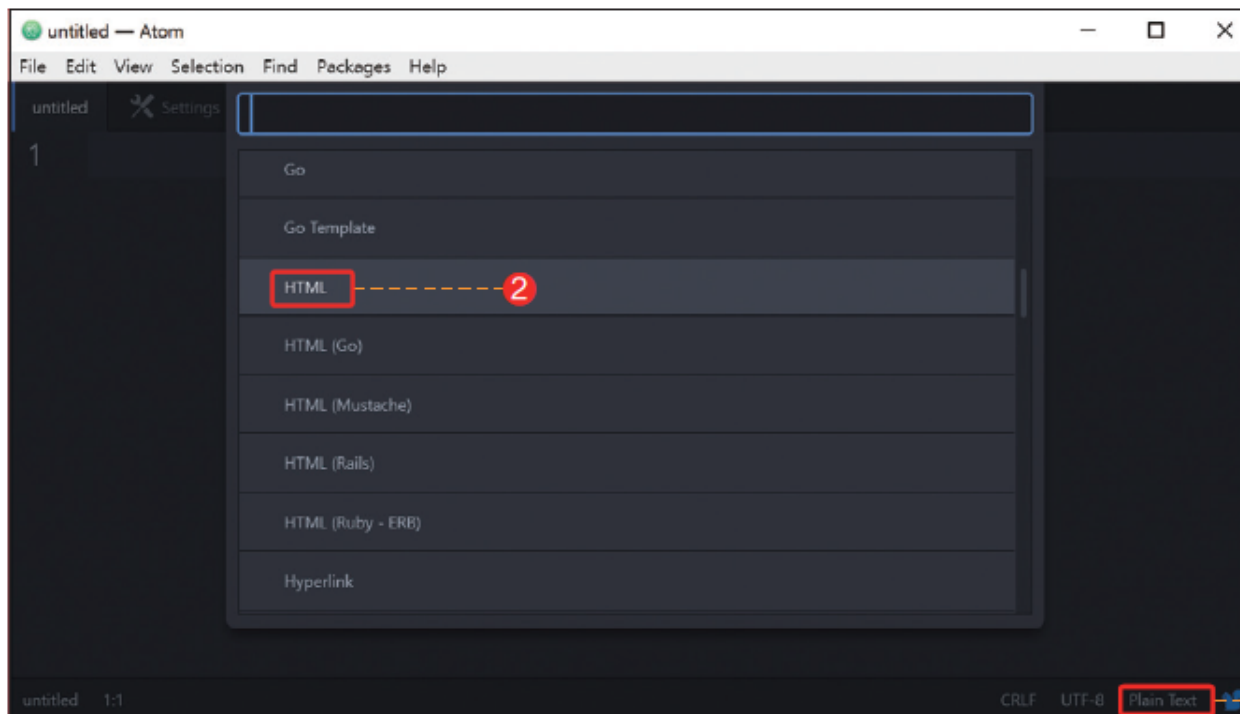 untitled — Atom
File Edit View Selection Find Packages Help
untitled Settings
1
Go
Go Template
HTML 2
HTML (Go)
HTML (Mustache)
HTML (Rails)
HTML (Ruby - ERB)
Hyperlink
untitled 1:1 CRLF UTF-8 Plain Text